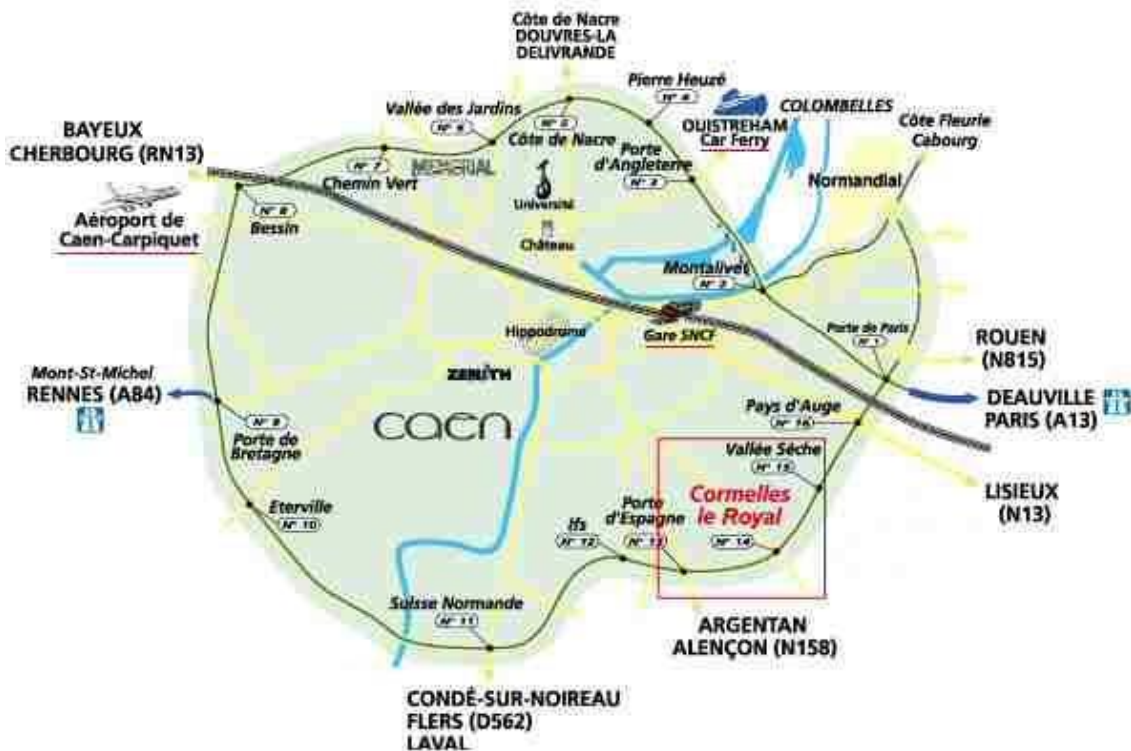 Côte de Nacre
DOUVRES-LA
DELIVRANDE
Pierre Heuzé
N° 4
Vallée des Jardins
N° 6
N° 5
Côte de Nacre
COLOMBELLES
OUISTREHAM
Car Ferry
Côte Fleurie
Cabourg
BAYEUX
CHERBOURG (RN13)
N° 7
Chemin Vert
MEMORIAL
Porte
d'Angleterre
N° 3
Normandial
Université
Aéroport de
Caen-Carpiquet
N° 8
Bessin
Château
Montalivet
N° 2
Hippodrome
Gare SNCF
Porte de Paris
N° 1
ROUEN
(N815)
ZENITH
Mont-St-Michel
RENNES (A84)
DEAUVILLE
PARIS (A13)
caen
Pays d'Auge
N° 16
N° 9
Porte de
Bretagne
Vallée Sèche
N° 15
LISIEUX
(N13)
Cormelles
le Royal
Eterville
N° 10
Porte
d'Espagne
N° 13
Ifs
N° 12
N° 14
Suisse Normande
N° 11
ARGENTAN
ALENÇON (N158)
CONDÉ-SUR-NOIREAU
FLERS (D562)
LAVAL